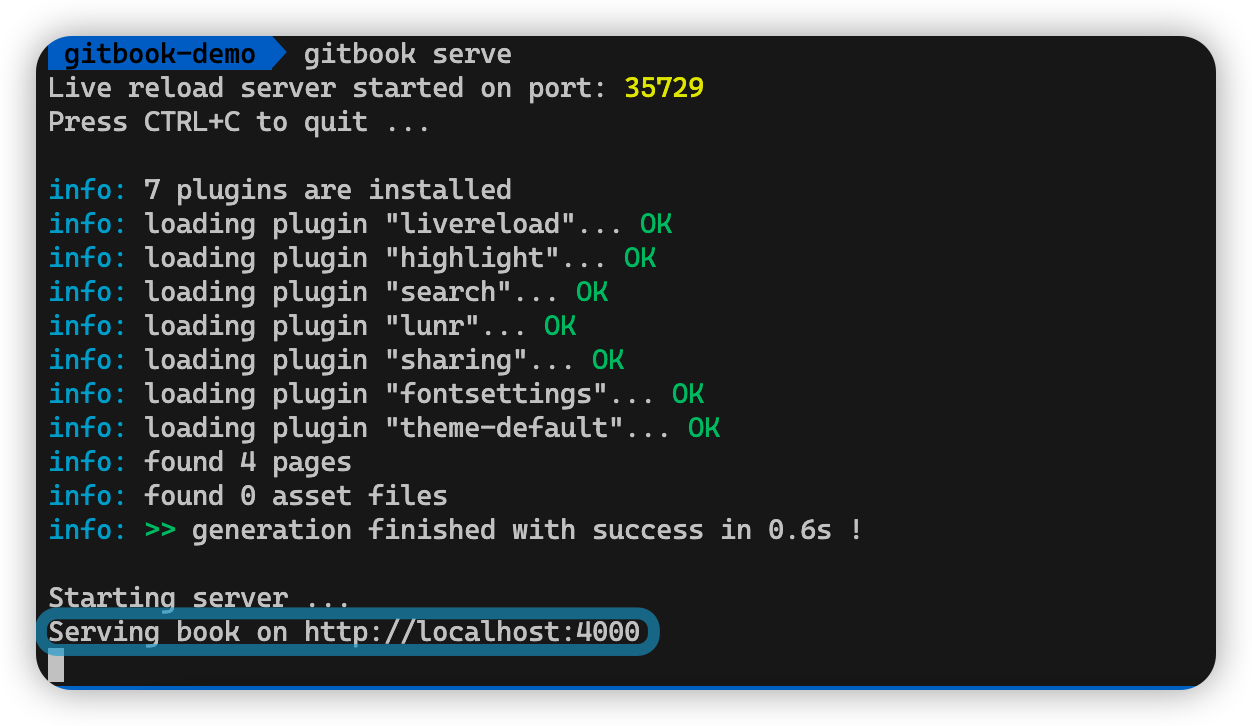 gitbook-demo gitbook serve
Live reload server started on port: 35729
Press CTRL+C to quit ...
info: 7 plugins are installed
info: loading plugin "livereload"... OK
info: loading plugin "highlight"... OK
info: loading plugin "search"... OK
info: loading plugin "lunr"... OK
info: loading plugin "sharing"... OK
info: loading plugin "fontsettings"... OK
info: loading plugin "theme-default"... OK
info: found 4 pages
info: found 0 asset files
info: >> generation finished with success in 0.6s !
Starting server ...
Serving book on http://localhost:4000